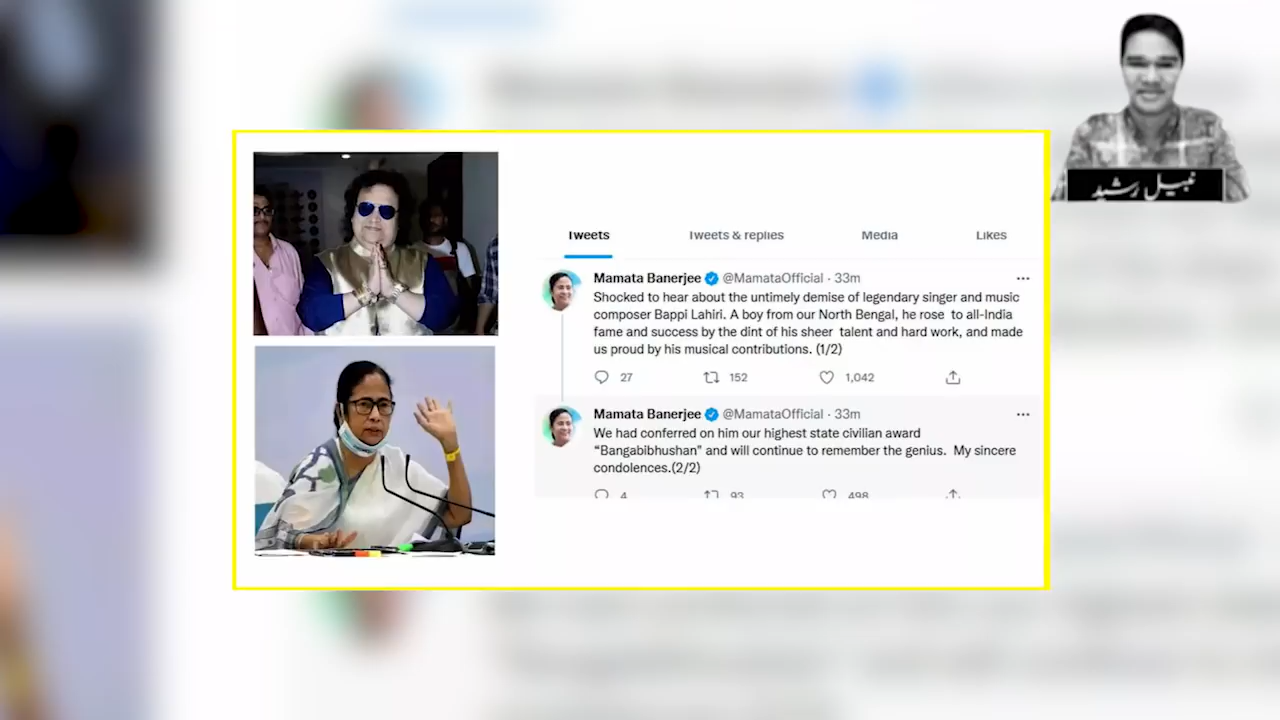 نبیل رشید
Tweets
Tweets & replies
Media
Likes
Mamata Banerjee @MamataOfficial · 33m
Shocked to hear about the untimely demise of legendary singer and music
composer Bappi Lahiri. A boy from our North Bengal, he rose to all-India
fame and success by the dint of his sheer talent and hard work, and made
us proud by his musical contributions. (1/2)
27
152
1,042
Mamata Banerjee @MamataOfficial · 33m
We had conferred on him our highest state civilian award
“Bangabibhushan" and will continue to remember the genius. My sincere
condolences.(2/2)
4
93
498